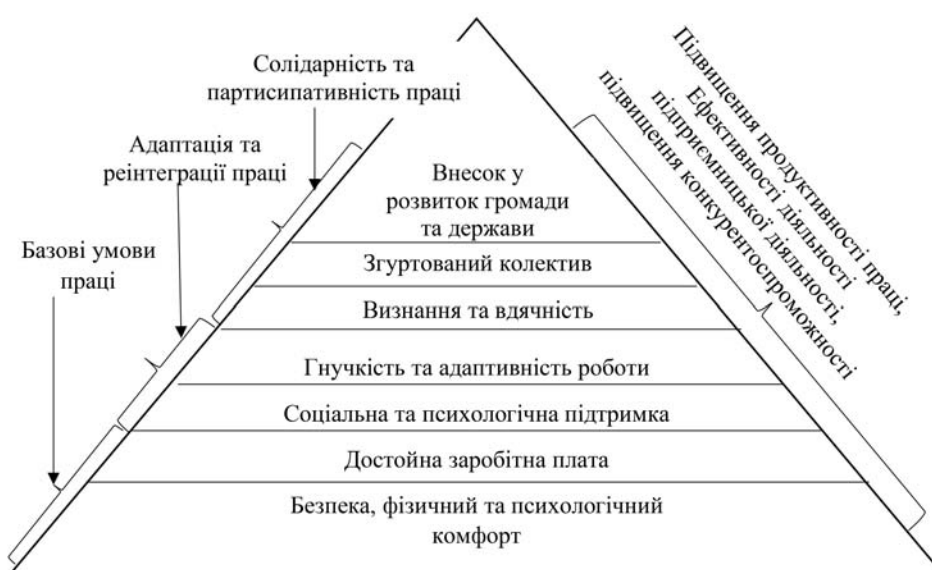 Солідарність та
партисипативність праці
Адаптація та
реінтеграції праці
Базові умови
праці
Внесок у
розвиток громади
та держави
Згуртований колектив
Визнання та вдячність
Гнучкість та адаптивність роботи
Соціальна та психологічна підтримка
Достойна заробітна плата
Безпека, фізичний та психологічний
комфорт
Підвищення продуктивності праці,
Ефективності діяльності
підприємницької діяльності,
підвищення конкурентоспроможності